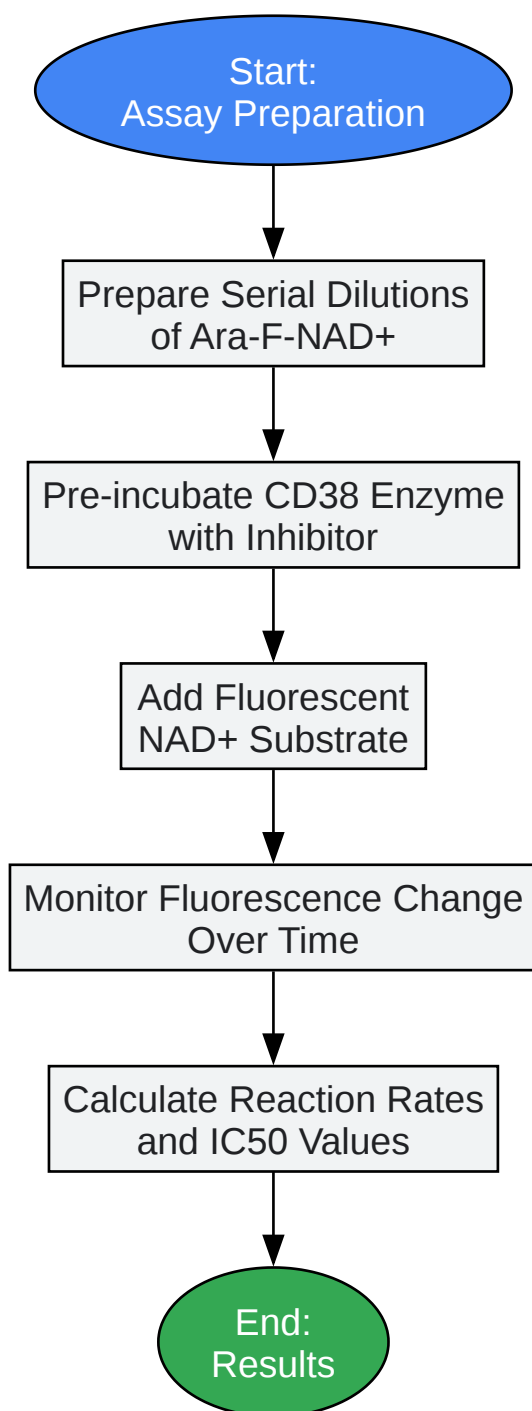 Start:
Assay Preparation
Prepare Serial Dilutions
of Ara-F-NAD+
Pre-incubate CD38 Enzyme
with Inhibitor
Add Fluorescent
NAD+ Substrate
Monitor Fluorescence Change
Over Time
Calculate Reaction Rates
and IC50 Values
End:
Results